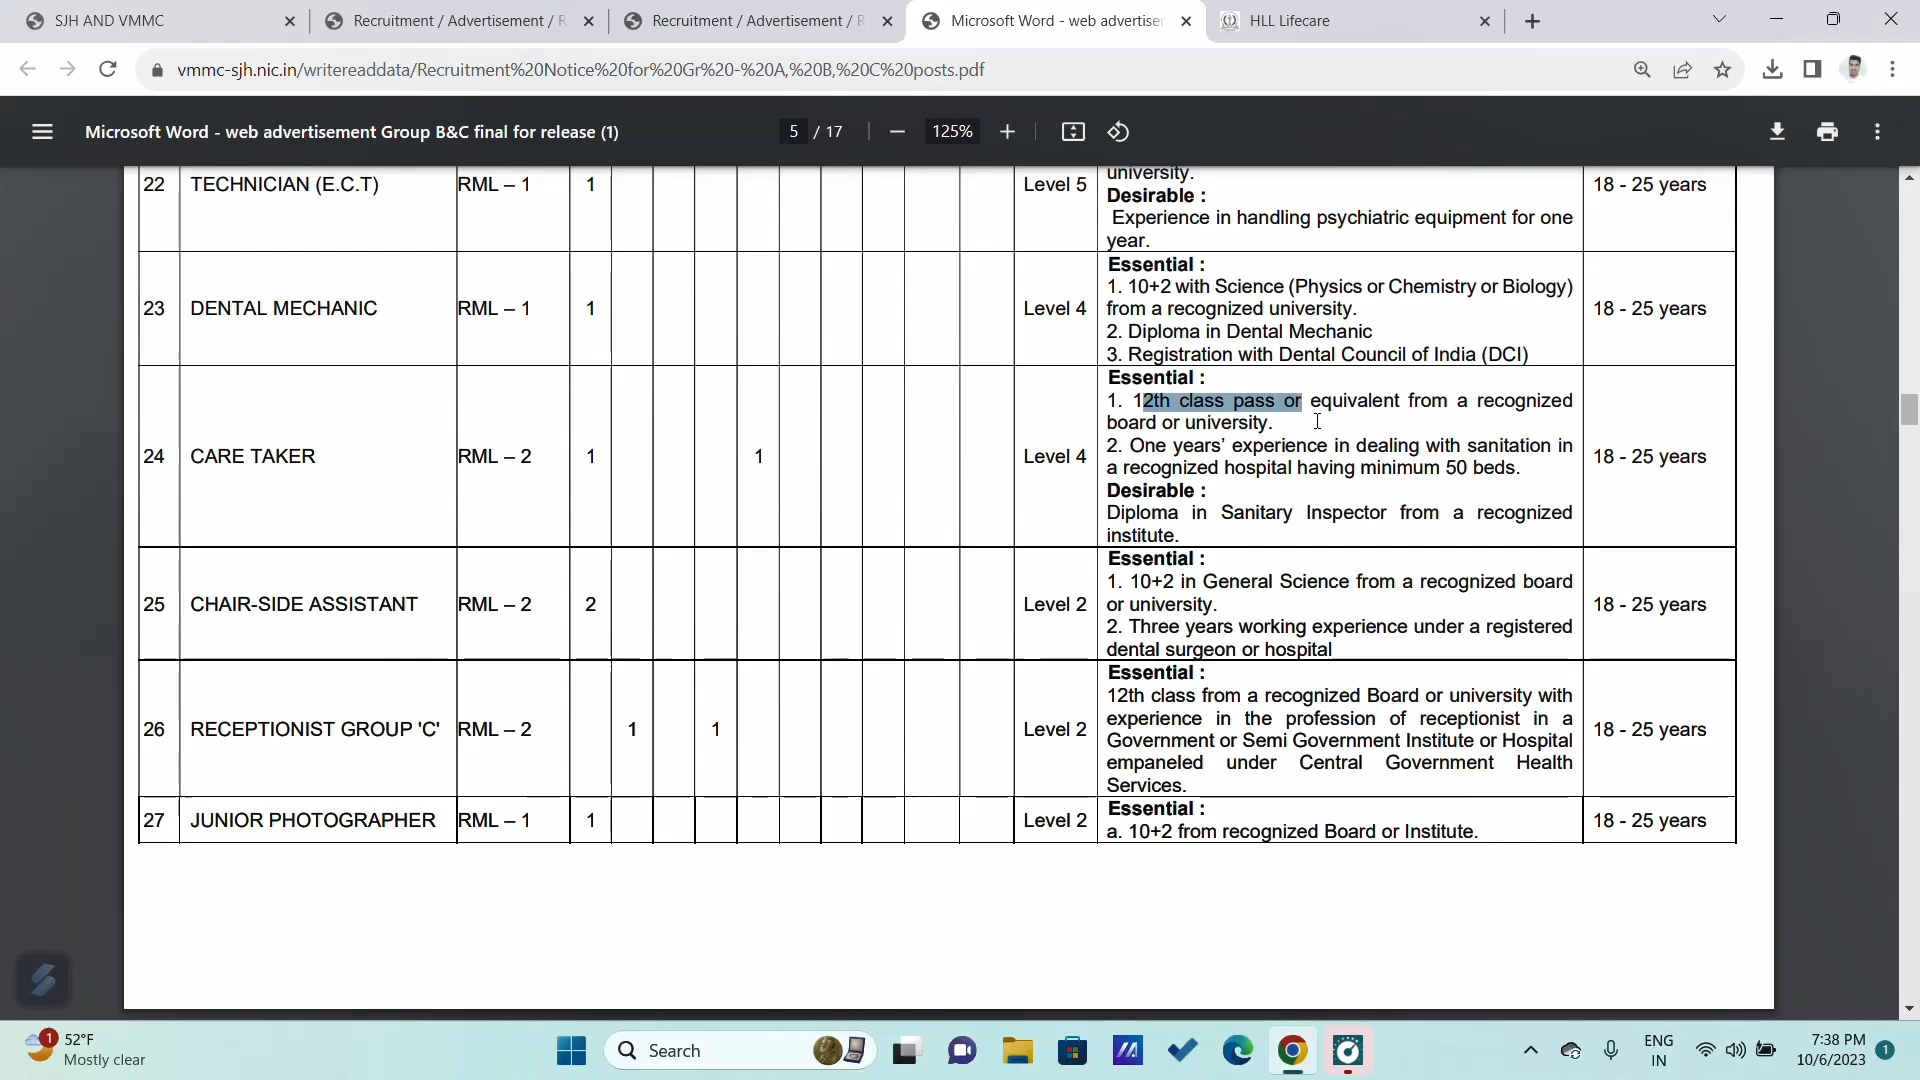 SJH AND VMMC
Recruitment / Advertisement / R
Recruitment / Advertisement / R
Microsoft Word - web advertise
HLL Lifecare
vmmc-sjh.nic.in/writereaddata/Recruitment%20Notice%20for%20Gr%20-%20A,%20B,%20C%20posts.pdf
Microsoft Word - web advertisement Group B&C final for release (1)
5 / 17
125%
22 TECHNICIAN (E.C.T) RML – 1 1 Level 5 18 - 25 years
university.
Desirable :
Experience in handling psychiatric equipment for one
year.
23 DENTAL MECHANIC RML – 1 1 Level 4 18 - 25 years
Essential :
1. 10+2 with Science (Physics or Chemistry or Biology)
from a recognized university.
2. Diploma in Dental Mechanic
3. Registration with Dental Council of India (DCI)
24 CARE TAKER RML – 2 1 1 Level 4 18 - 25 years
Essential :
1. 12th class pass or equivalent from a recognized
board or university.
2. One years’ experience in dealing with sanitation in
a recognized hospital having minimum 50 beds.
Desirable :
Diploma in Sanitary Inspector from a recognized
institute.
25 CHAIR-SIDE ASSISTANT RML – 2 2 Level 2 18 - 25 years
Essential :
1. 10+2 in General Science from a recognized board
or university.
2. Three years working experience under a registered
dental surgeon or hospital
26 RECEPTIONIST GROUP 'C' RML – 2 1 1 Level 2 18 - 25 years
Essential :
12th class from a recognized Board or university with
experience in the profession of receptionist in a
Government or Semi Government Institute or Hospital
empaneled under Central Government Health
Services.
27 JUNIOR PHOTOGRAPHER RML – 1 1 Level 2 18 - 25 years
Essential :
a. 10+2 from recognized Board or Institute.
1
52°F
Mostly clear
Search
ENG
IN
7:38 PM
10/6/2023
1